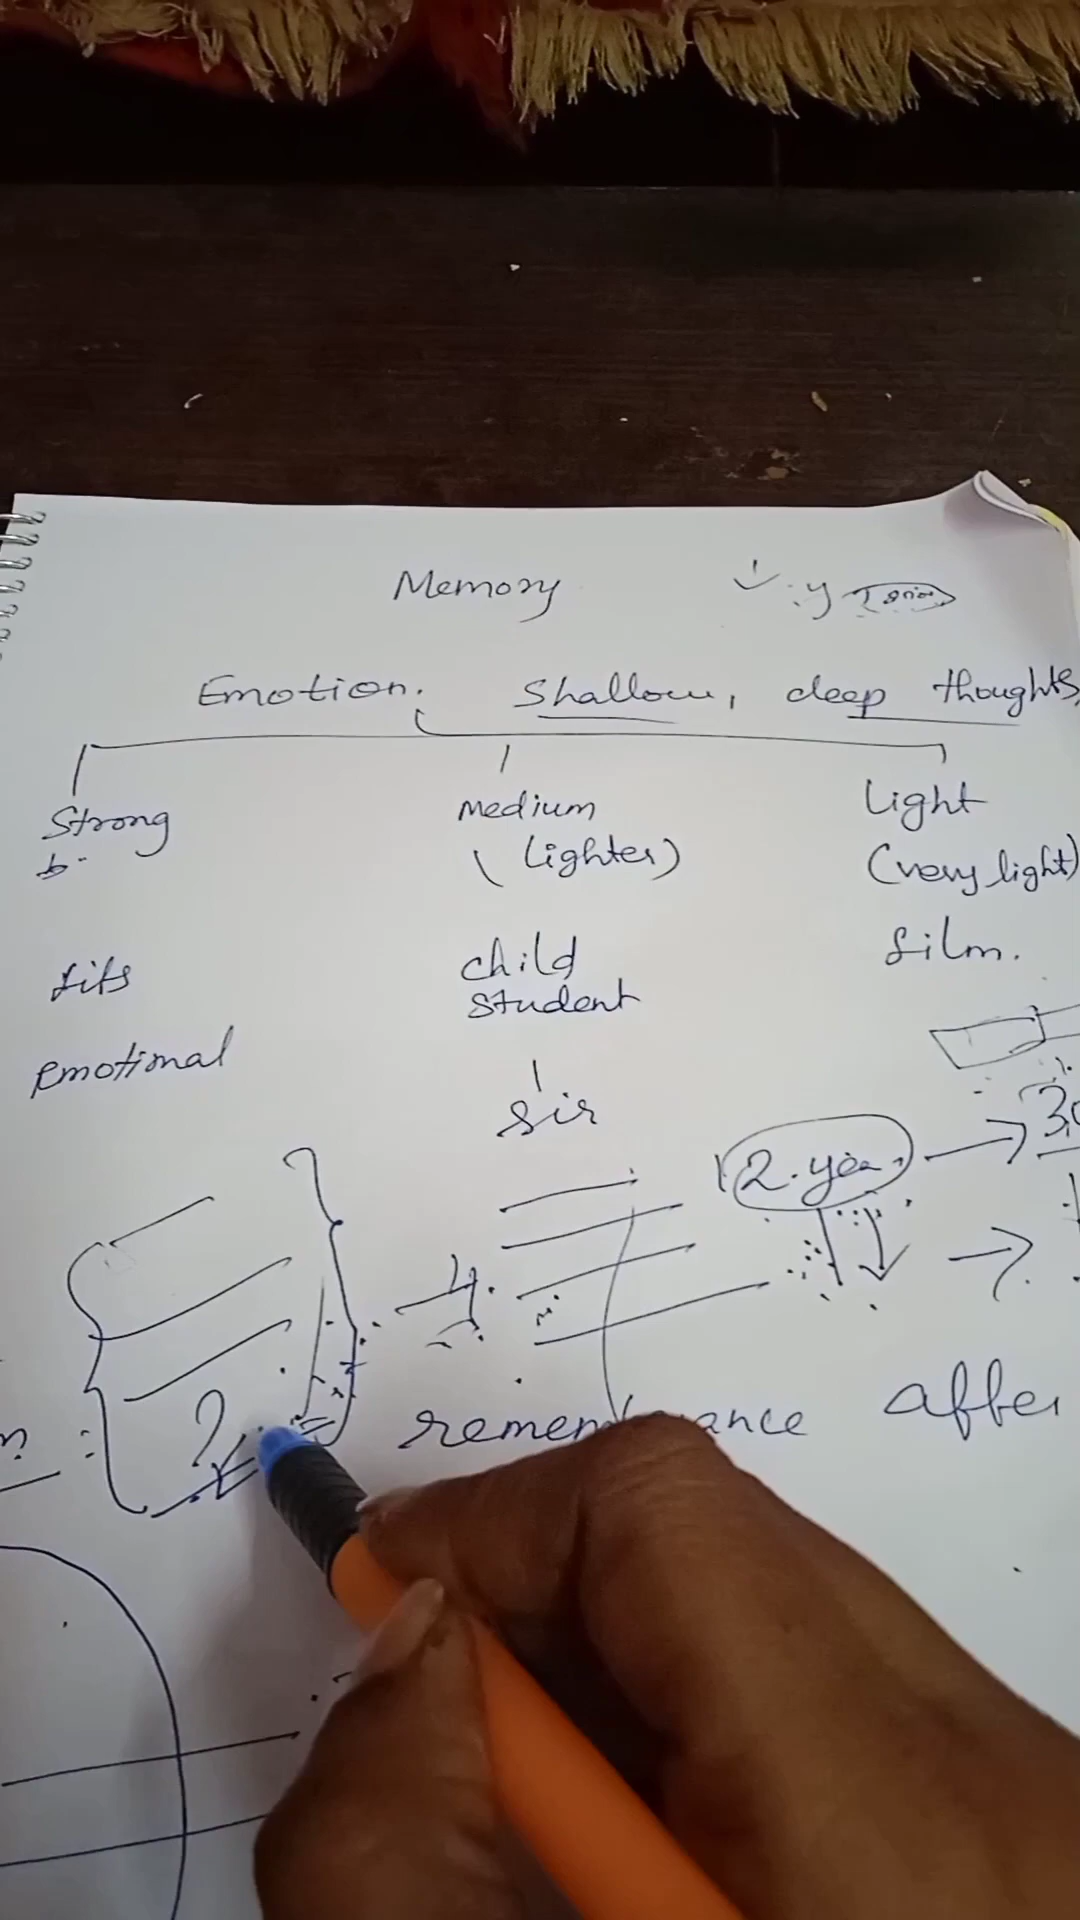 Memory
Emotion. Shallow, deep thoughts,
Strong medium Light
(lighter) (very light)
fits child film.
student
Emotional
sir
2. yea
4.
?
remem ance after